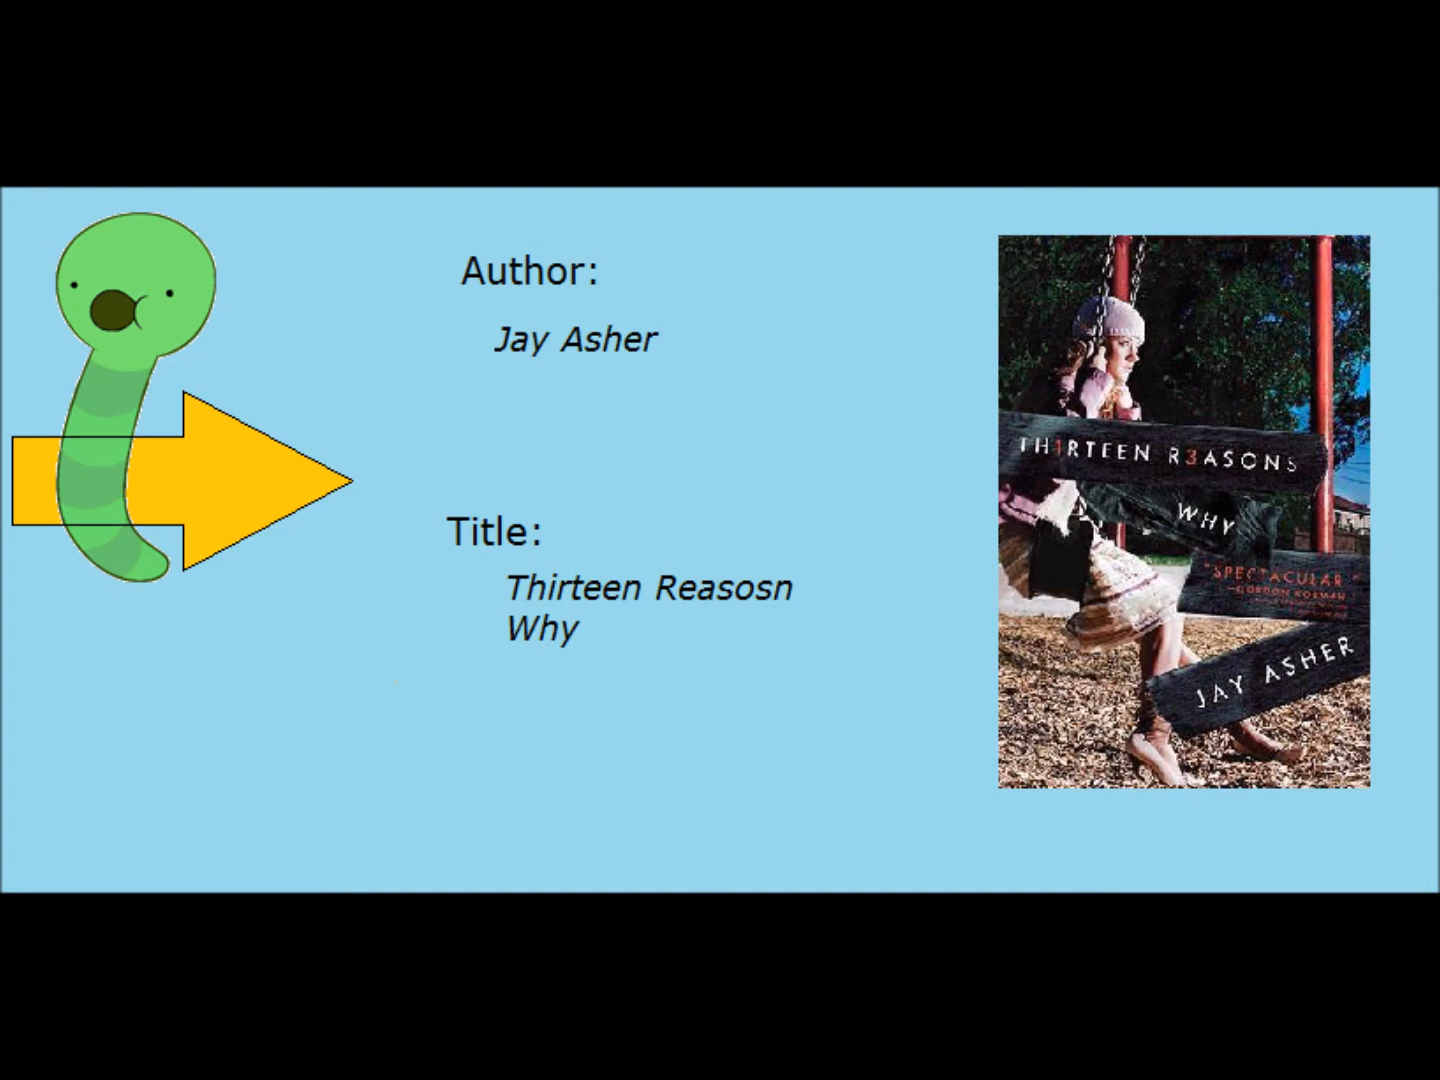 Author:
Jay Asher
Title:
Thirteen Reasosn
Why
TH1RTEEN R3ASONS
WHY
"SPECTACULAR."
—GORDON KORMAN
JAY ASHER